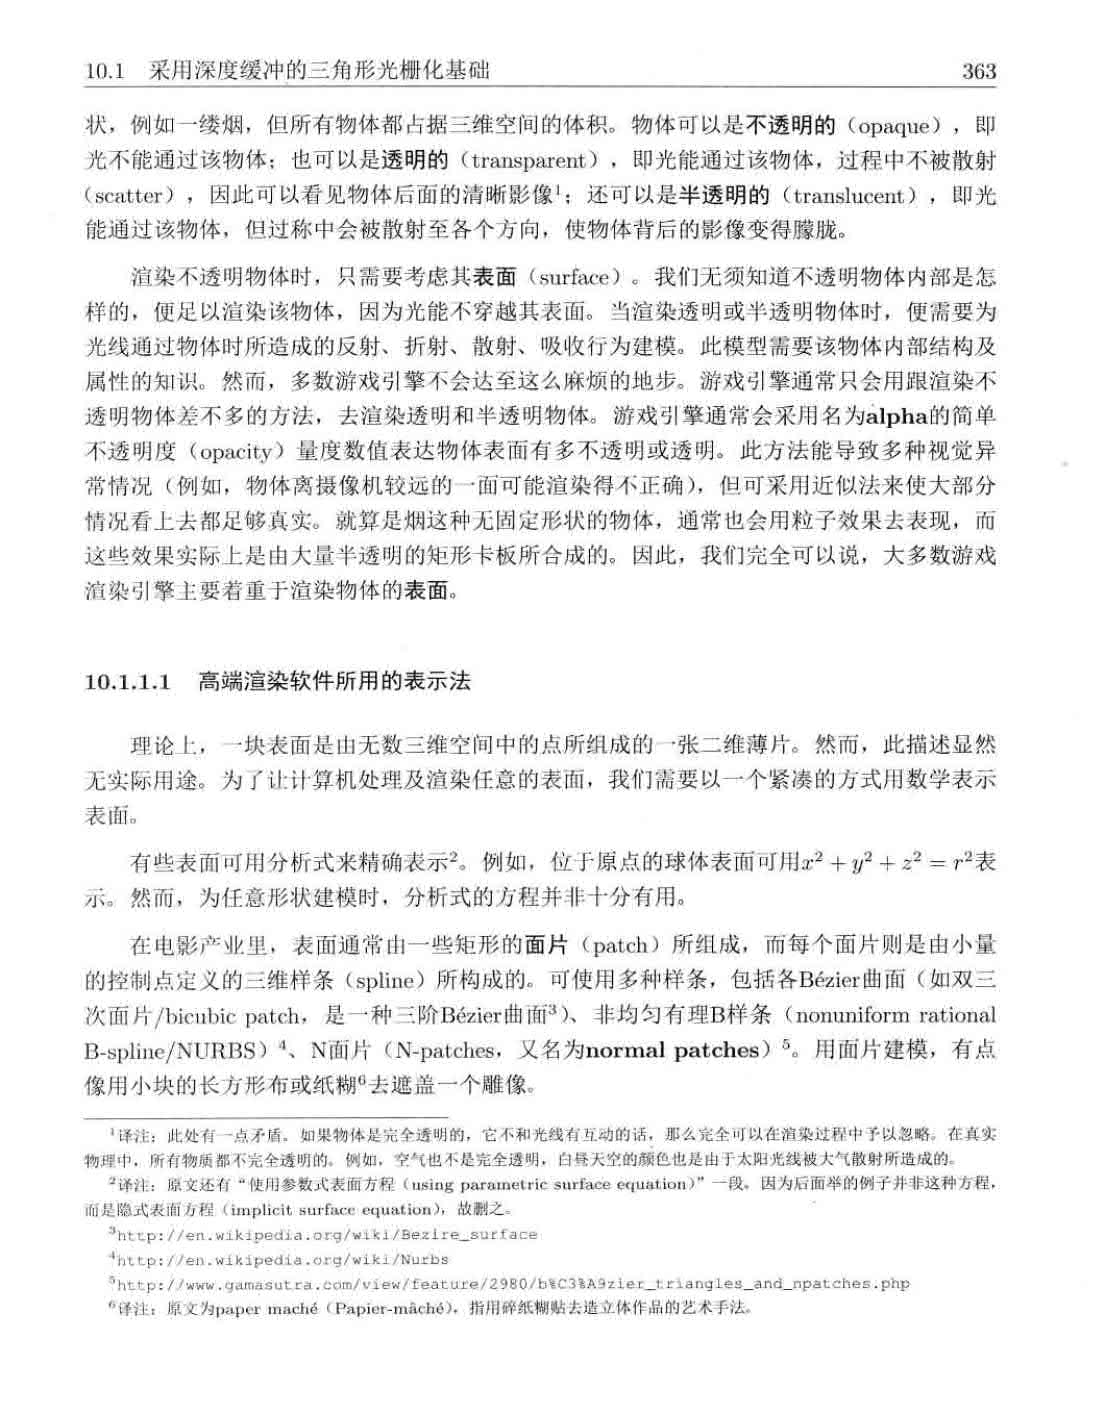 10.1 采用深度缓冲的三角形光栅化基础 363
状，例如一缕烟，但所有物体都占据三维空间的体积。物体可以是不透明的（opaque），即
光不能通过该物体；也可以是透明的（transparent），即光能通过该物体，过程中不被散射
（scatter），因此可以看见物体后面的清晰影像¹；还可以是半透明的（translucent），即光
能通过该物体，但过称中会被散射至各个方向，使物体背后的影像变得朦胧。
渲染不透明物体时，只需要考虑其表面（surface）。我们无须知道不透明物体内部是怎
样的，便足以渲染该物体，因为光能不穿越其表面。当渲染透明或半透明物体时，便需要为
光线通过物体时所造成的反射、折射、散射、吸收行为建模。此模型需要该物体内部结构及
属性的知识。然而，多数游戏引擎不会达至这么麻烦的地步。游戏引擎通常只会用跟渲染不
透明物体差不多的方法，去渲染透明和半透明物体。游戏引擎通常会采用名为alpha的简单
不透明度（opacity）量度数值表达物体表面有多不透明或透明。此方法能导致多种视觉异
常情况（例如，物体离摄像机较远的一面可能渲染得不正确），但可采用近似法来使大部分
情况看上去都足够真实。就算是烟这种无固定形状的物体，通常也会用粒子效果去表现，而
这些效果实际上是由大量半透明的矩形卡板所合成的。因此，我们完全可以说，大多数游戏
渲染引擎主要着重于渲染物体的表面。
10.1.1.1 高端渲染软件所用的表示法
理论上，一块表面是由无数三维空间中的点所组成的一张二维薄片。然而，此描述显然
无实际用途。为了让计算机处理及渲染任意的表面，我们需要以一个紧凑的方式用数学表示
表面。
有些表面可用分析式来精确表示²。例如，位于原点的球体表面可用x² + y² + z² = r²表
示。然而，为任意形状建模时，分析式的方程并非十分有用。
在电影产业里，表面通常由一些矩形的面片（patch）所组成，而每个面片则是由小量
的控制点定义的三维样条（spline）所构成的。可使用多种样条，包括各Bézier曲面（如双三
次面片/bicubic patch，是一种三阶Bézier曲面³）、非均匀有理B样条（nonuniform rational
B-spline/NURBS）⁴、N面片（N-patches，又名为normal patches）⁵。用面片建模，有点
像用小块的长方形布或纸糊⁶去遮盖一个雕像。
¹译注：此处有一点矛盾。如果物体是完全透明的，它不和光线有互动的话，那么完全可以在渲染过程中予以忽略。在真实
物理中，所有物质都不完全透明的。例如，空气也不是完全透明，白昼天空的颜色也是由于太阳光线被大气散射所造成的。
²译注：原文还有“使用参数式表面方程（using parametric surface equation）”一段。因为后面举的例子并非这种方程，
而是隐式表面方程（implicit surface equation），故删之。
³http://en.wikipedia.org/wiki/Bezire_surface
⁴http://en.wikipedia.org/wiki/Nurbs
⁵http://www.gamasutra.com/view/feature/2980/b%C3%A9zier_triangles_and_npatches.php
⁶译注：原文为paper maché（Papier-mâché），指用碎纸糊贴去造立体作品的艺术手法。